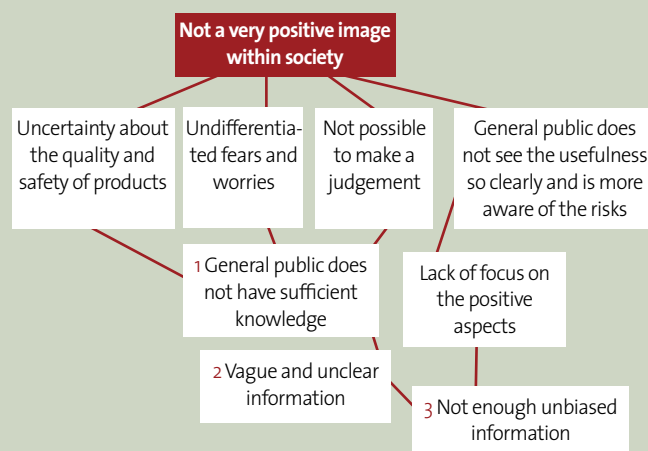 Not a very positive image
within society
Uncertainty about
the quality and
safety of products
Undifferentia-
ted fears and
worries
Not possible
to make a
judgement
General public does
not see the usefulness
so clearly and is more
aware of the risks
1 General public does
not have sufficient
knowledge
Lack of focus on
the positive
aspects
2 Vague and unclear
information
3 Not enough unbiased
information